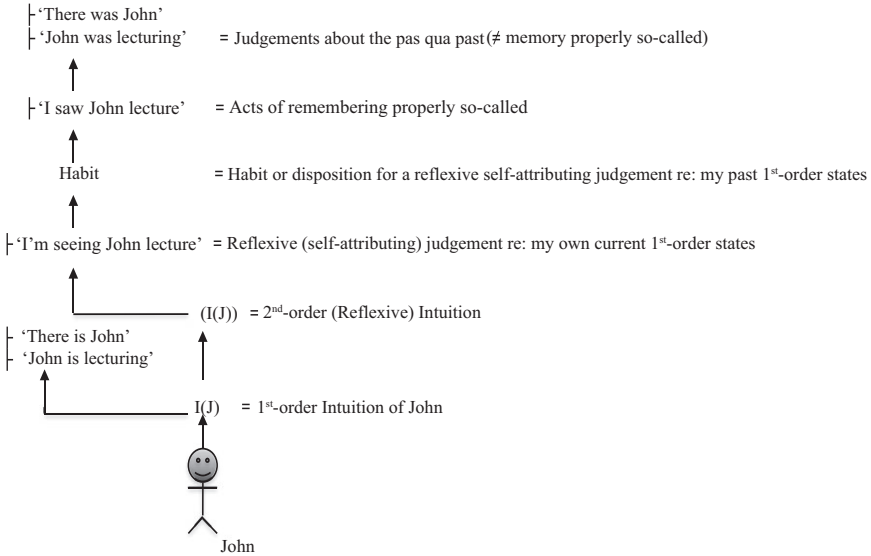 ├ ‘There was John’
├ ‘John was lecturing’ = Judgements about the pas qua past (≠ memory properly so-called)
├ ‘I saw John lecture’ = Acts of remembering properly so-called
Habit = Habit or disposition for a reflexive self-attributing judgement re: my past 1st-order states
├ ‘I’m seeing John lecture’ = Reflexive (self-attributing) judgement re: my own current 1st-order states
(I(J)) = 2nd-order (Reflexive) Intuition
├ ‘There is John’
├ ‘John is lecturing’
I(J) = 1st-order Intuition of John
John